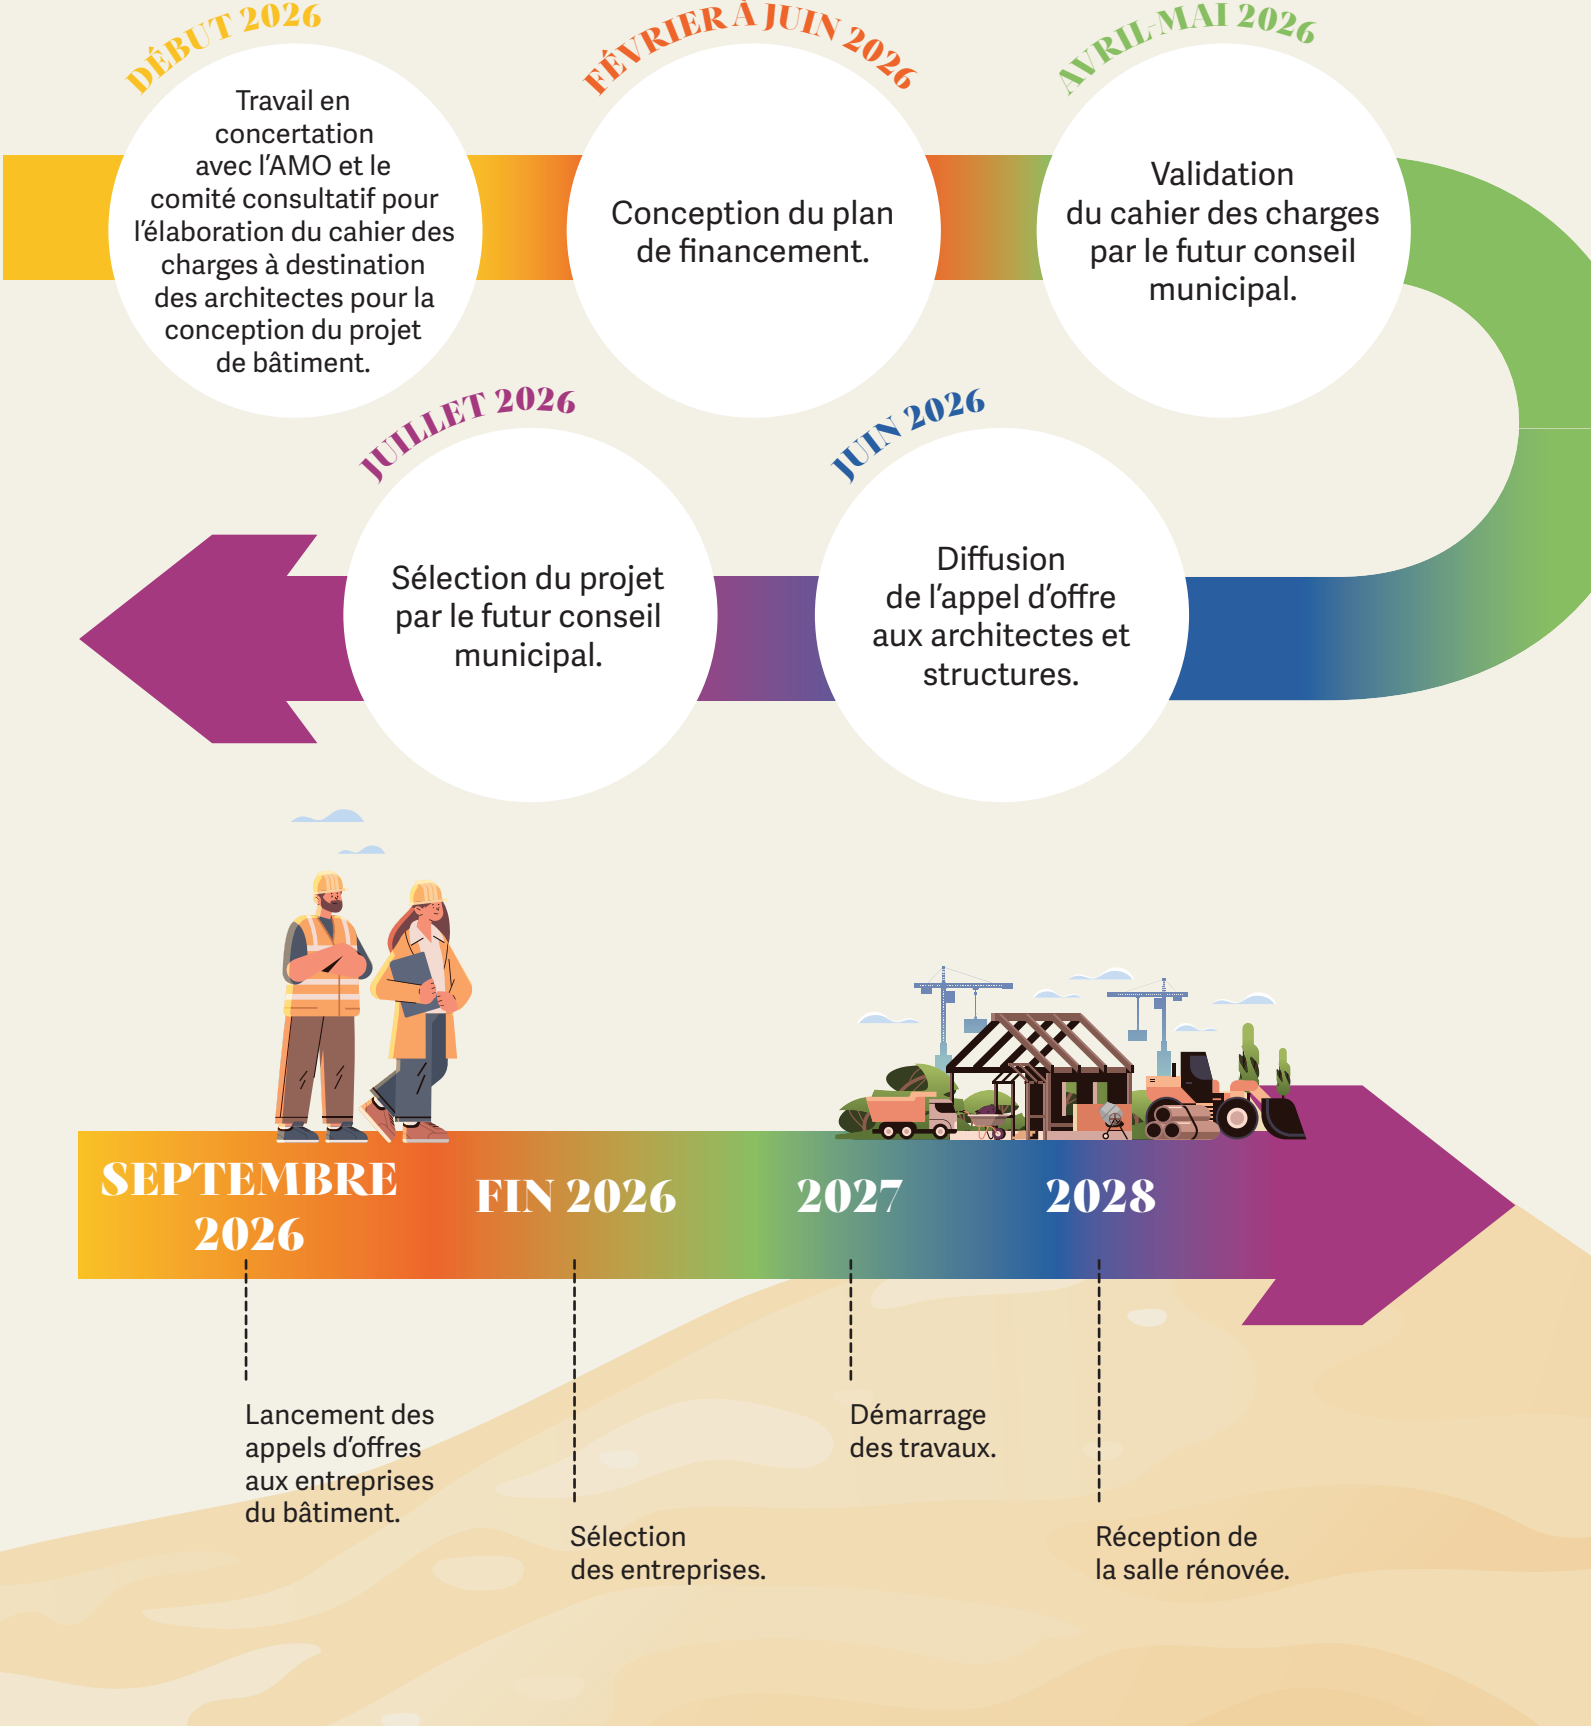 DÉBUT 2026
Travail en
concertation
avec l'AMO et le
comité consultatif pour
l'élaboration du cahier des
charges à destination
des architectes pour la
conception du projet
de bâtiment.
FÉVRIER À JUIN 2026
Conception du plan
de financement.
AVRIL-MAI 2026
Validation
du cahier des charges
par le futur conseil
municipal.
JUIN 2026
Diffusion
de l'appel d'offre
aux architectes et
structures.
JUILLET 2026
Sélection du projet
par le futur conseil
municipal.
SEPTEMBRE
2026
Lancement des
appels d'offres
aux entreprises
du bâtiment.
FIN 2026
Sélection
des entreprises.
2027
Démarrage
des travaux.
2028
Réception de
la salle rénovée.